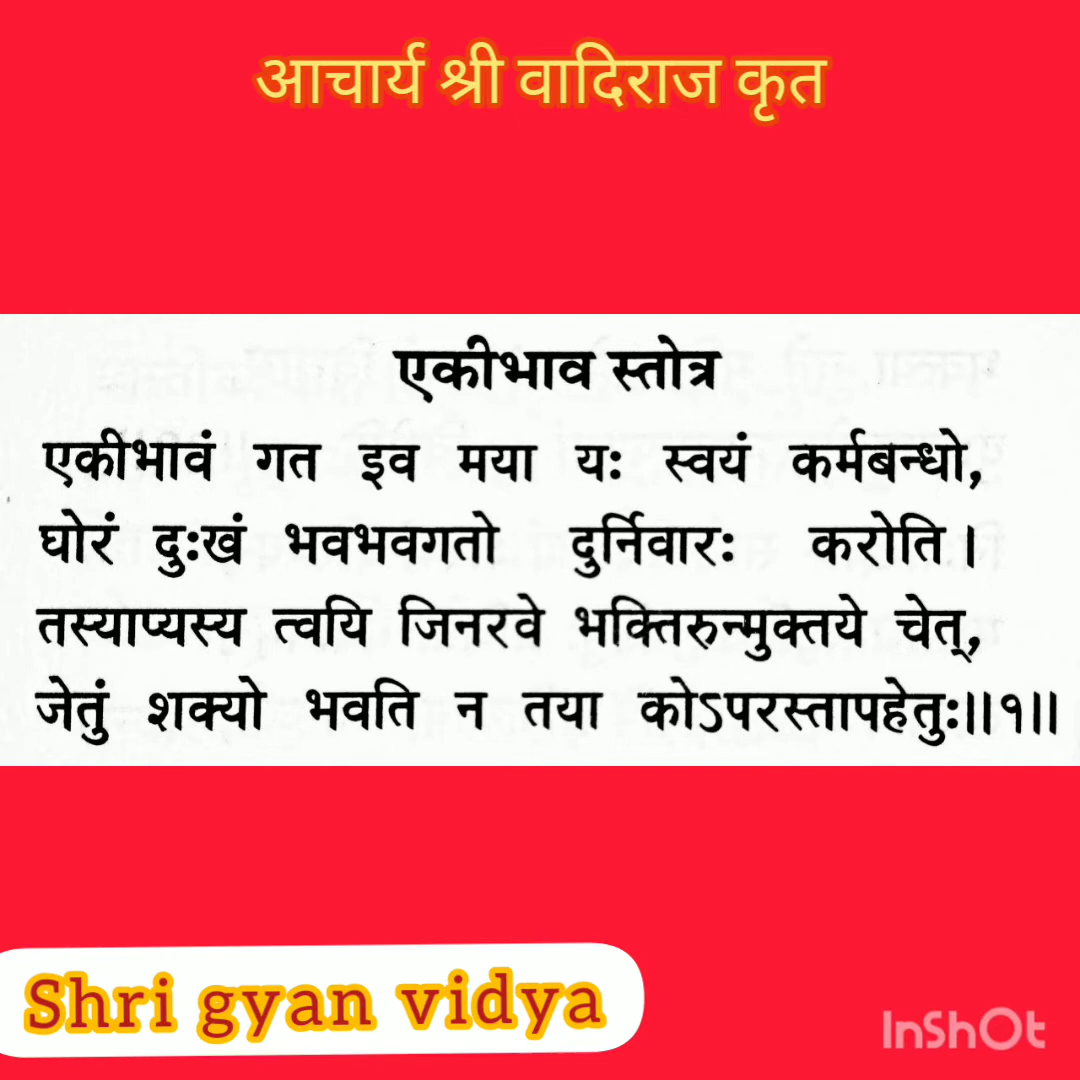 आचार्य श्री वादिराज कृत
एकीभाव स्तोत्र
एकीभावं गत इव मया यः स्वयं कर्मबन्धो,
घोरं दुःखं भवभवगतो दुर्निवारः करोति।
तस्याप्यस्य त्वयि जिनरवे भक्तिरुन्मुक्तये चेत्,
जेतुं शक्यो भवति न तया कोऽपरस्तापहेतुः॥१॥
Shri gyan vidya
InShOt